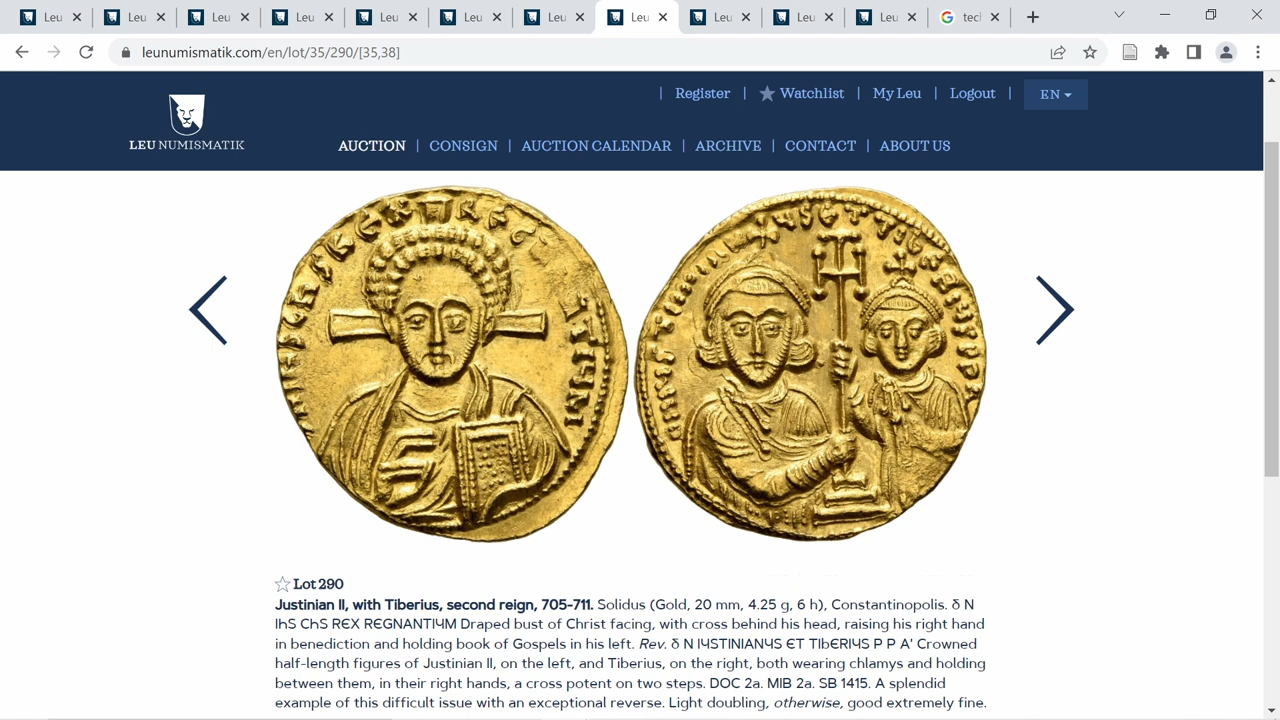 Leu
Leu
Leu
Leu
Leu
Leu
Leu
Leu
Leu
Leu
Leu
tecl
leunumismatik.com/en/lot/35/290/[35,38]
| Register | Watchlist | My Leu | Logout | EN
LEU NUMISMATIK
AUCTION | CONSIGN | AUCTION CALENDAR | ARCHIVE | CONTACT | ABOUT US
Lot 290
Justinian II, with Tiberius, second reign, 705-711. Solidus (Gold, 20 mm, 4.25 g, 6 h), Constantinopolis. δ N
IҺS CҺS RЄX RЄGNANTIЧM Draped bust of Christ facing, with cross behind his head, raising his right hand
in benediction and holding book of Gospels in his left. Rev. δ N IЧSTINIANЧS ЄT TIbЄRIЧS P P A' Crowned
half-length figures of Justinian II, on the left, and Tiberius, on the right, both wearing chlamys and holding
between them, in their right hands, a cross potent on two steps. DOC 2a. MIB 2a. SB 1415. A splendid
example of this difficult issue with an exceptional reverse. Light doubling, otherwise, good extremely fine.